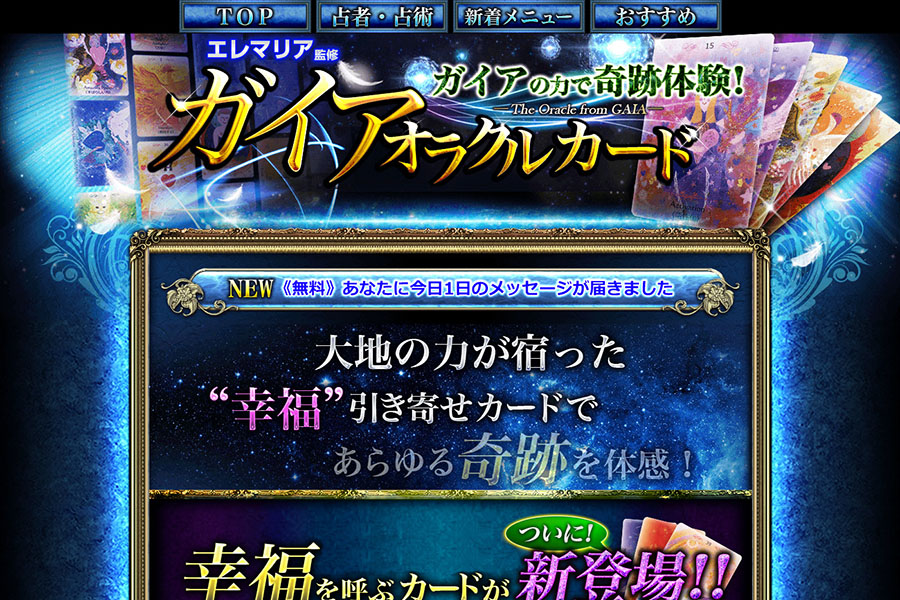 TOP
占者・占術
新着メニュー
おすすめ
エレマリア監修
ガイアの力で奇跡体験!
The Oracle from GAIA
ガイアオラクルカード
15
NEW 《無料》あなたに今日1日のメッセージが届きました
大地の力が宿った
“幸福”引き寄せカードで
あらゆる奇跡を体感！
ついに!
幸福を呼ぶカードが新登場!!